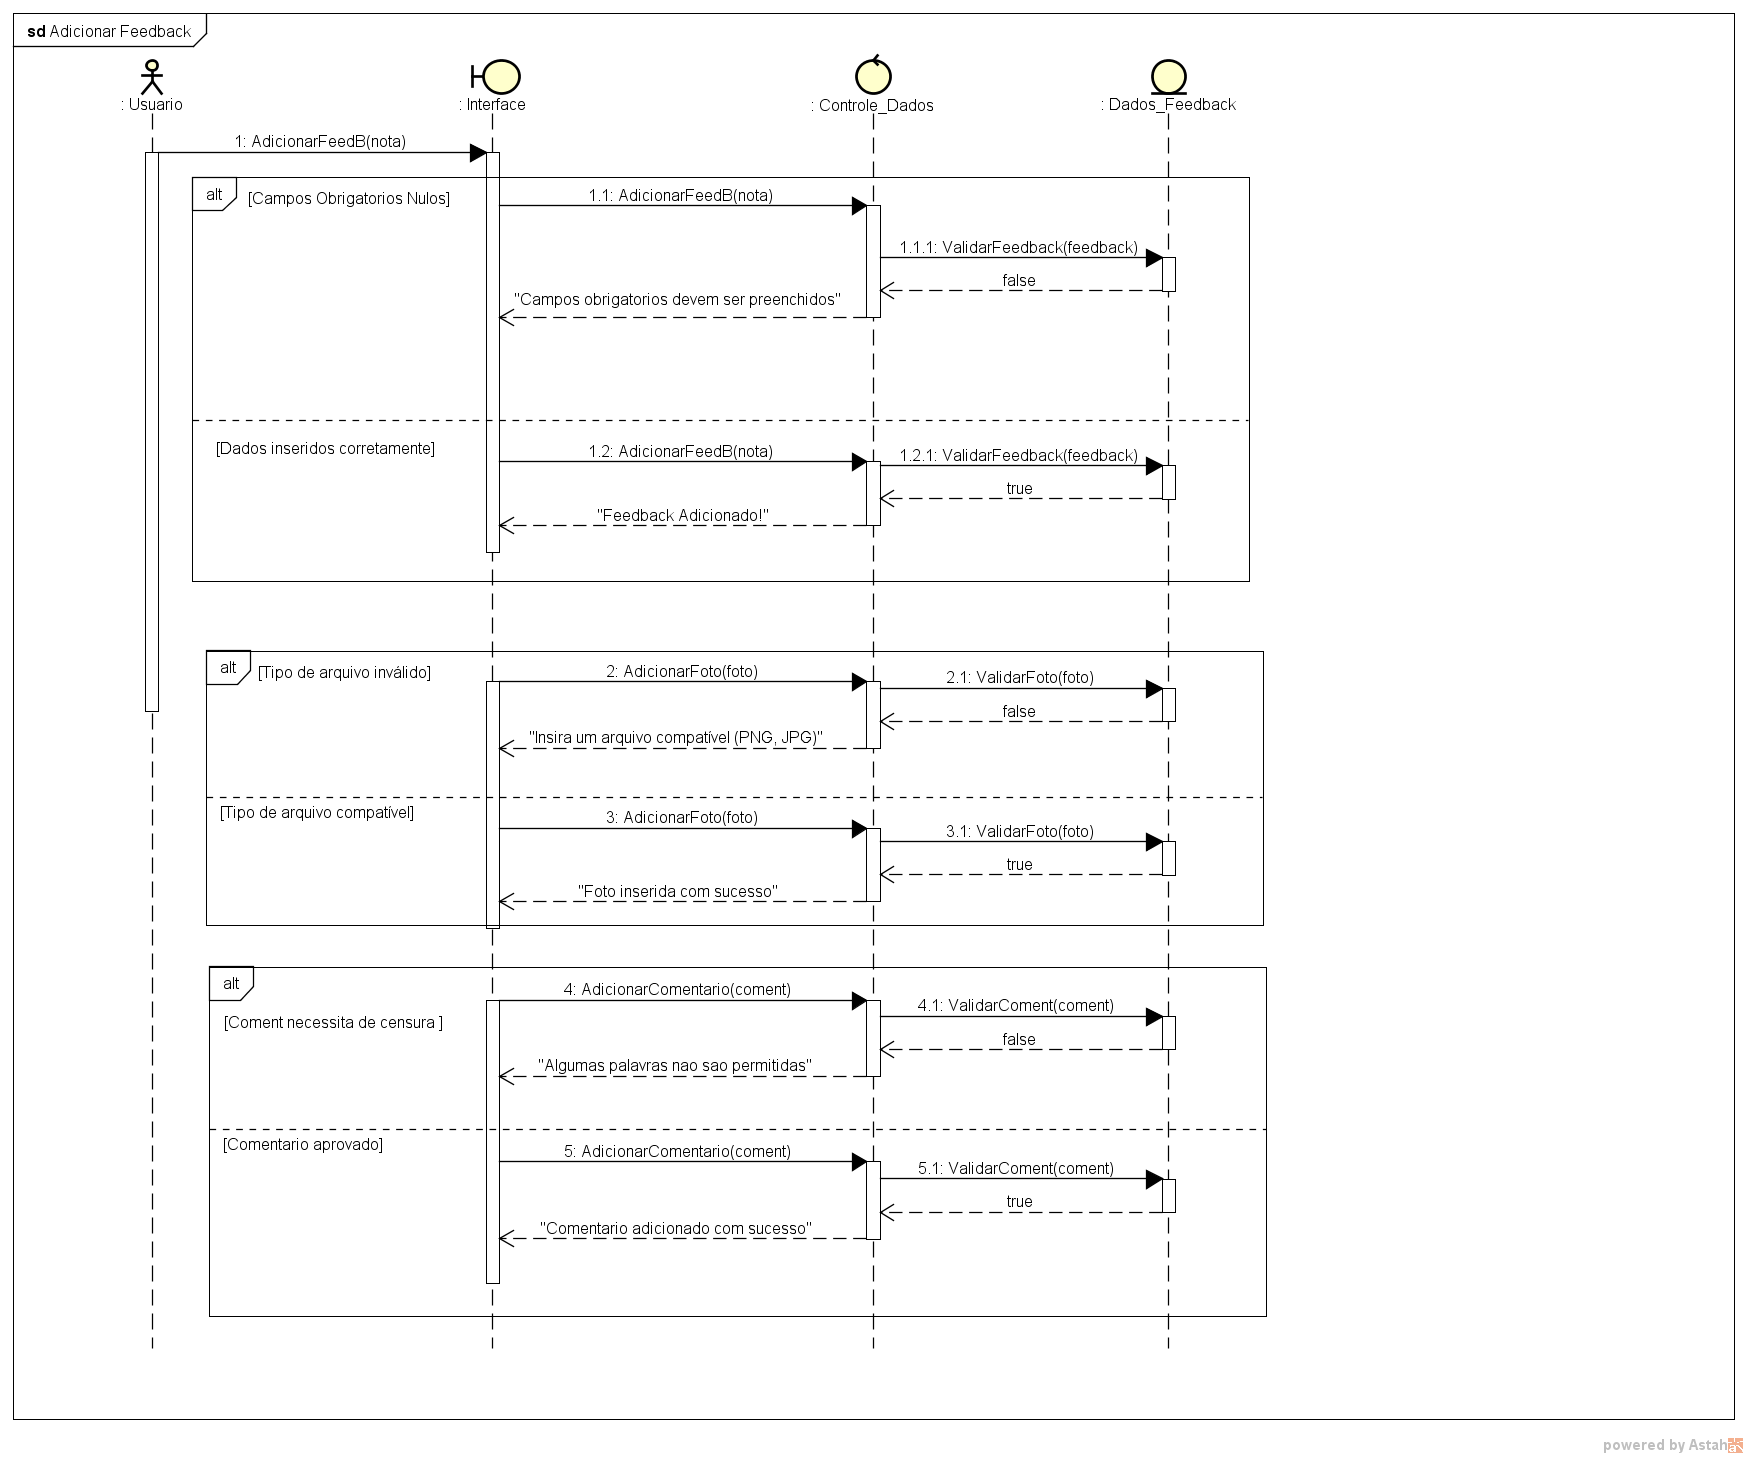 sd Adicionar Feedback
: Usuario
: Interface
: Controle_Dados
: Dados_Feedback
1: AdicionarFeedB(nota)
alt
[Campos Obrigatorios Nulos]
1.1: AdicionarFeedB(nota)
1.1.1: ValidarFeedback(feedback)
false
"Campos obrigatorios devem ser preenchidos"
[Dados inseridos corretamente]
1.2: AdicionarFeedB(nota)
1.2.1: ValidarFeedback(feedback)
true
"Feedback Adicionado!"
alt
[Tipo de arquivo inválido]
2: AdicionarFoto(foto)
2.1: ValidarFoto(foto)
false
"Insira um arquivo compatível (PNG, JPG)"
[Tipo de arquivo compatível]
3: AdicionarFoto(foto)
3.1: ValidarFoto(foto)
true
"Foto inserida com sucesso"
alt
[Coment necessita de censura ]
4: AdicionarComentario(coment)
4.1: ValidarComent(coment)
false
"Algumas palavras nao sao permitidas"
[Comentario aprovado]
5: AdicionarComentario(coment)
5.1: ValidarComent(coment)
true
"Comentario adicionado com sucesso"
powered by Astah